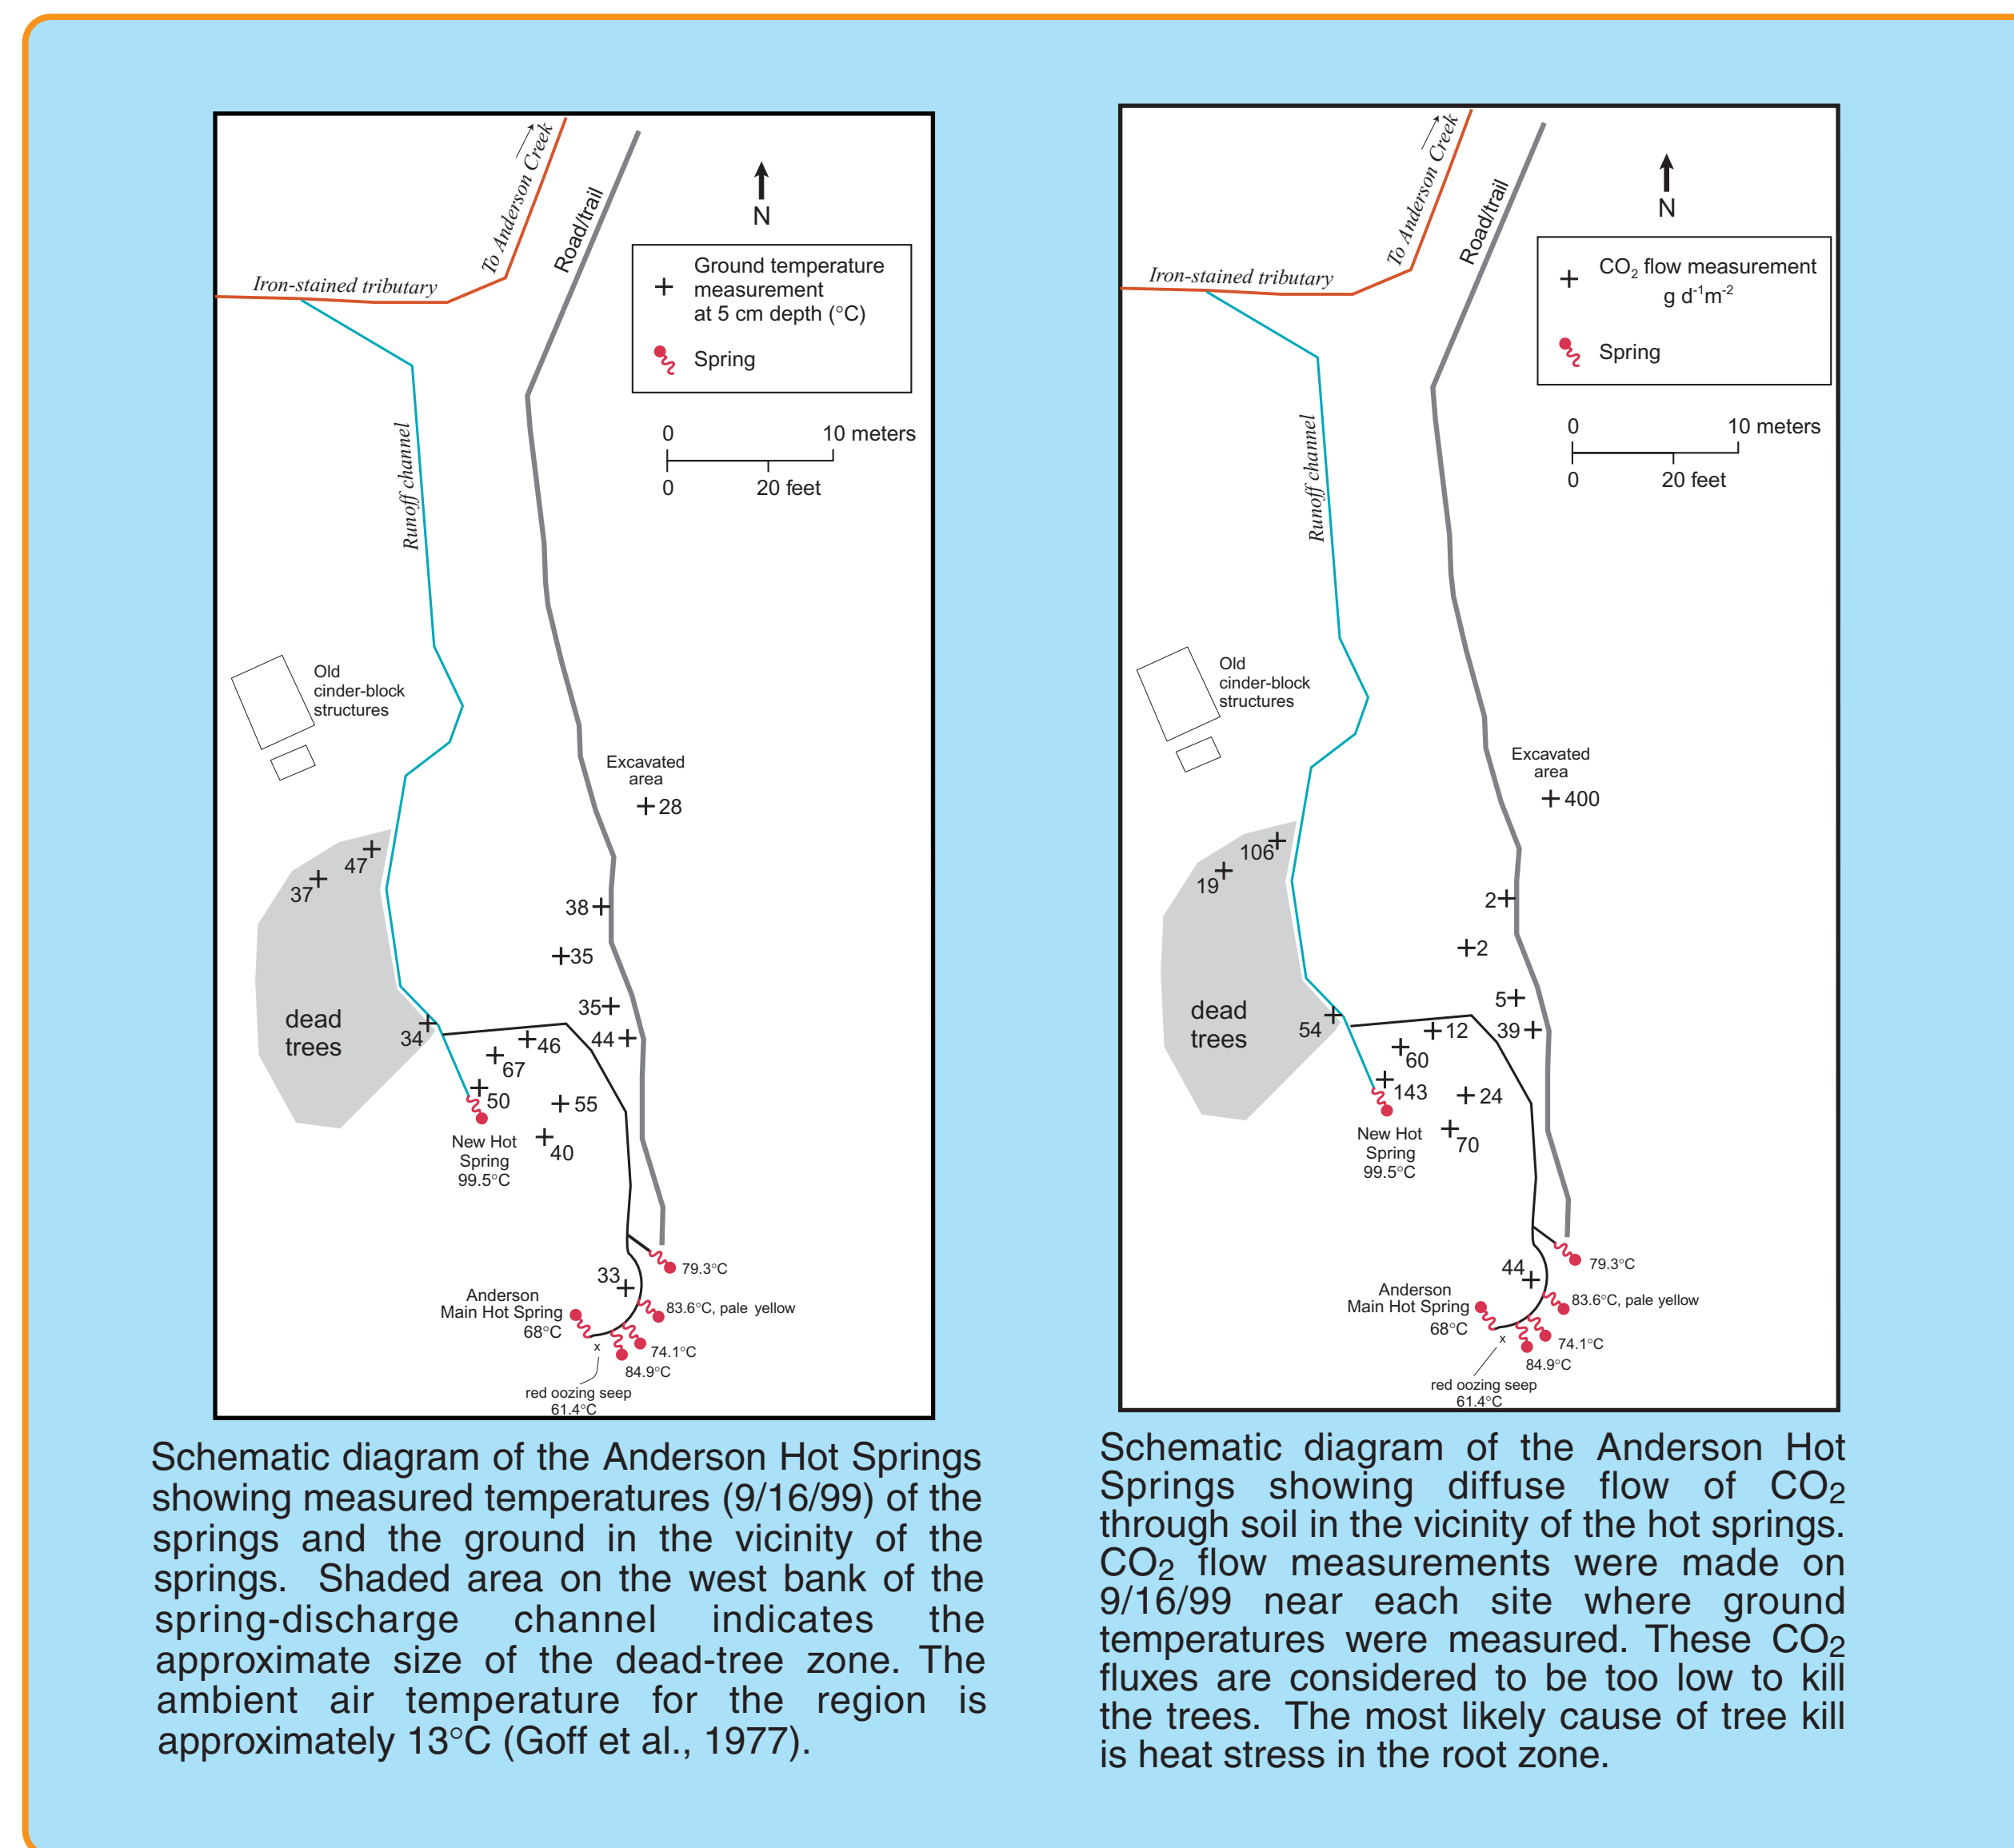 To Anderson Creek
Road/trail
N
Iron-stained tributary
Ground temperature
measurement
at 5 cm depth (°C)
Spring
0 10 meters
0 20 feet
Runoff channel
Old
cinder-block
structures
Excavated
area
28
47
37
38
35
35
44
34
46
67
50
55
40
dead
trees
New Hot
Spring
99.5°C
79.3°C
33
Anderson
Main Hot Spring
68°C
83.6°C, pale yellow
x
74.1°C
84.9°C
red oozing seep
61.4°C
Schematic diagram of the Anderson Hot Springs
showing measured temperatures (9/16/99) of the
springs and the ground in the vicinity of the
springs. Shaded area on the west bank of the
spring-discharge channel indicates the
approximate size of the dead-tree zone. The
ambient air temperature for the region is
approximately 13°C (Goff et al., 1977).
To Anderson Creek
Road/trail
N
Iron-stained tributary
CO2 flow measurement
g d-1m-2
Spring
0 10 meters
0 20 feet
Runoff channel
Old
cinder-block
structures
Excavated
area
400
106
19
2
2
5
39
54
12
60
143
24
70
dead
trees
New Hot
Spring
99.5°C
79.3°C
44
Anderson
Main Hot Spring
68°C
83.6°C, pale yellow
x
74.1°C
84.9°C
red oozing seep
61.4°C
Schematic diagram of the Anderson Hot
Springs showing diffuse flow of CO2
through soil in the vicinity of the hot springs.
CO2 flow measurements were made on
9/16/99 near each site where ground
temperatures were measured. These CO2
fluxes are considered to be too low to kill
the trees. The most likely cause of tree kill
is heat stress in the root zone.